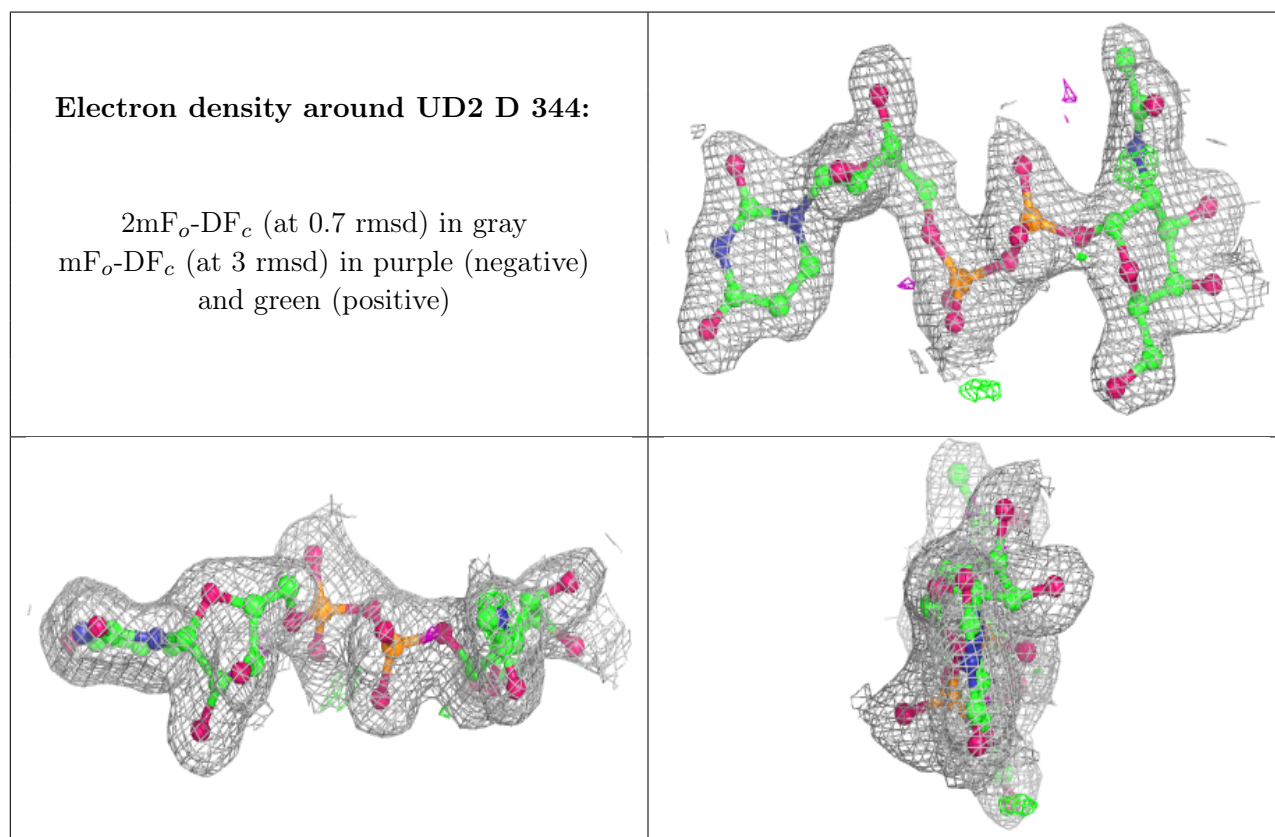 Electron density around UD2 D 344:
2mFₒ-DF𝒸 (at 0.7 rmsd) in gray
mFₒ-DF𝒸 (at 3 rmsd) in purple (negative)
and green (positive)